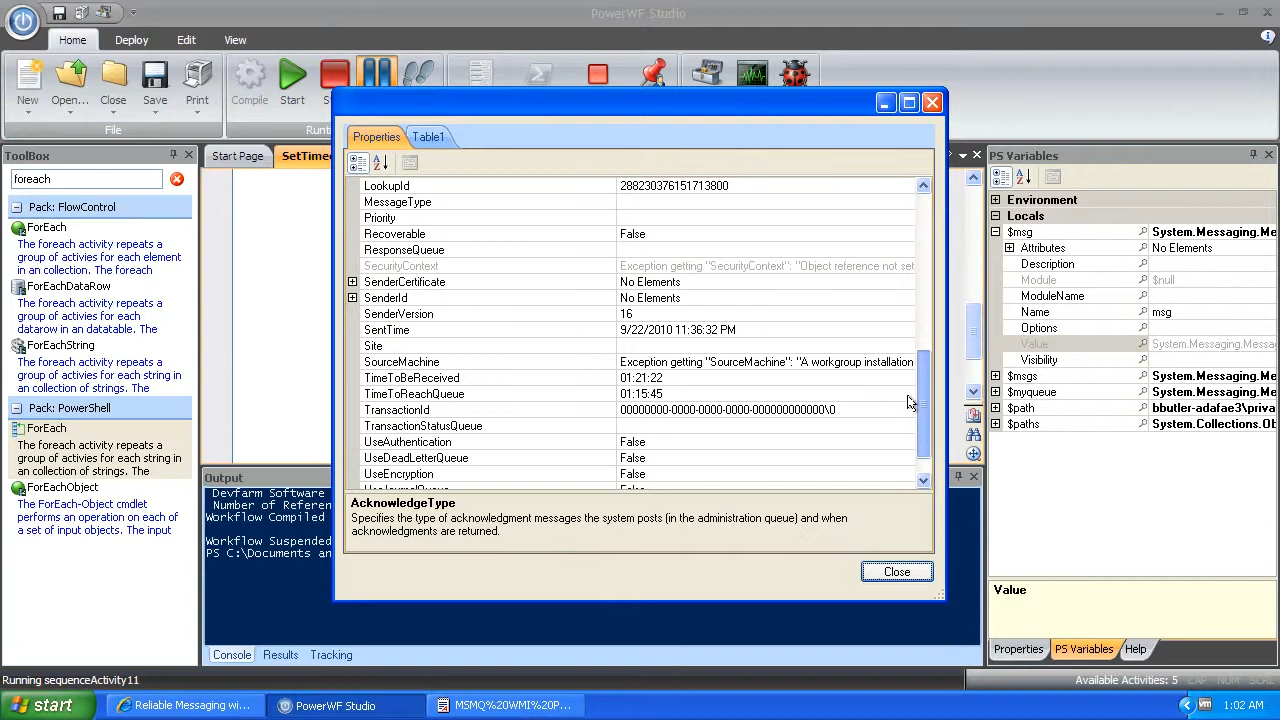 PowerWF Studio
Home
Deploy
Edit
View
New
Open...
Close
Save
Print
Compile
Start
File
ToolBox
foreach
Pack: FlowControl
ForEach
The foreach activity repeats a
group of activities for each element
in an collection. The foreach
ForEachDataRow
The foreach activity repeats a
group of activities for each
datarow in an datatable. The
ForEachString
The foreach activity repeats a
group of activities for each string
in an collection of strings. The
Pack: PowerShell
ForEach
The foreach activity repeats a
group of activities for each string in
a collection of strings. The
ForEachObject
The ForEach-Object cmdlet
performs an operation on each of
a set of input objects. The input
Start Page
SetTimeo
Properties
Table1
LookupId 288230376151713800
MessageType
Priority
Recoverable False
ResponseQueue
SecurityContext Exception getting "SecurityContext": "Object reference not set
SenderCertificate No Elements
SenderId No Elements
SenderVersion 16
SentTime 9/22/2010 11:36:32 PM
Site
SourceMachine Exception getting "SourceMachine": "A workgroup installation
TimeToBeReceived 01:21:22
TimeToReachQueue 01:15:45
TransactionId 00000000-0000-0000-0000-000000000000\0
TransactionStatusQueue
UseAuthentication False
UseDeadLetterQueue False
UseEncryption False
AcknowledgeType
Specifies the type of acknowledgment messages the system posts (in the administration queue) and when
acknowledgments are returned.
Close
Output
Devfarm Software
Number of Referen
Workflow Compiled
Workflow Suspended
PS C:\Documents an
Console
Results
Tracking
PS Variables
Environment
Locals
$msg System.Messaging.Me
Attributes No Elements
Description
Module $null
ModuleName
Name msg
Options
Value System.Messaging.Messa
Visibility
$msgs System.Messaging.Me
$myqueue System.Messaging.Me
$path bbutler-adafae3\priva
$paths System.Collections.Ob
Value
Properties
PS Variables
Help
Running sequenceActivity11
Available Activities: 5
CAP
NUM
SCRL
start
Reliable Messaging wi...
PowerWF Studio
MSMQ%20WMI%20P...
1:02 AM